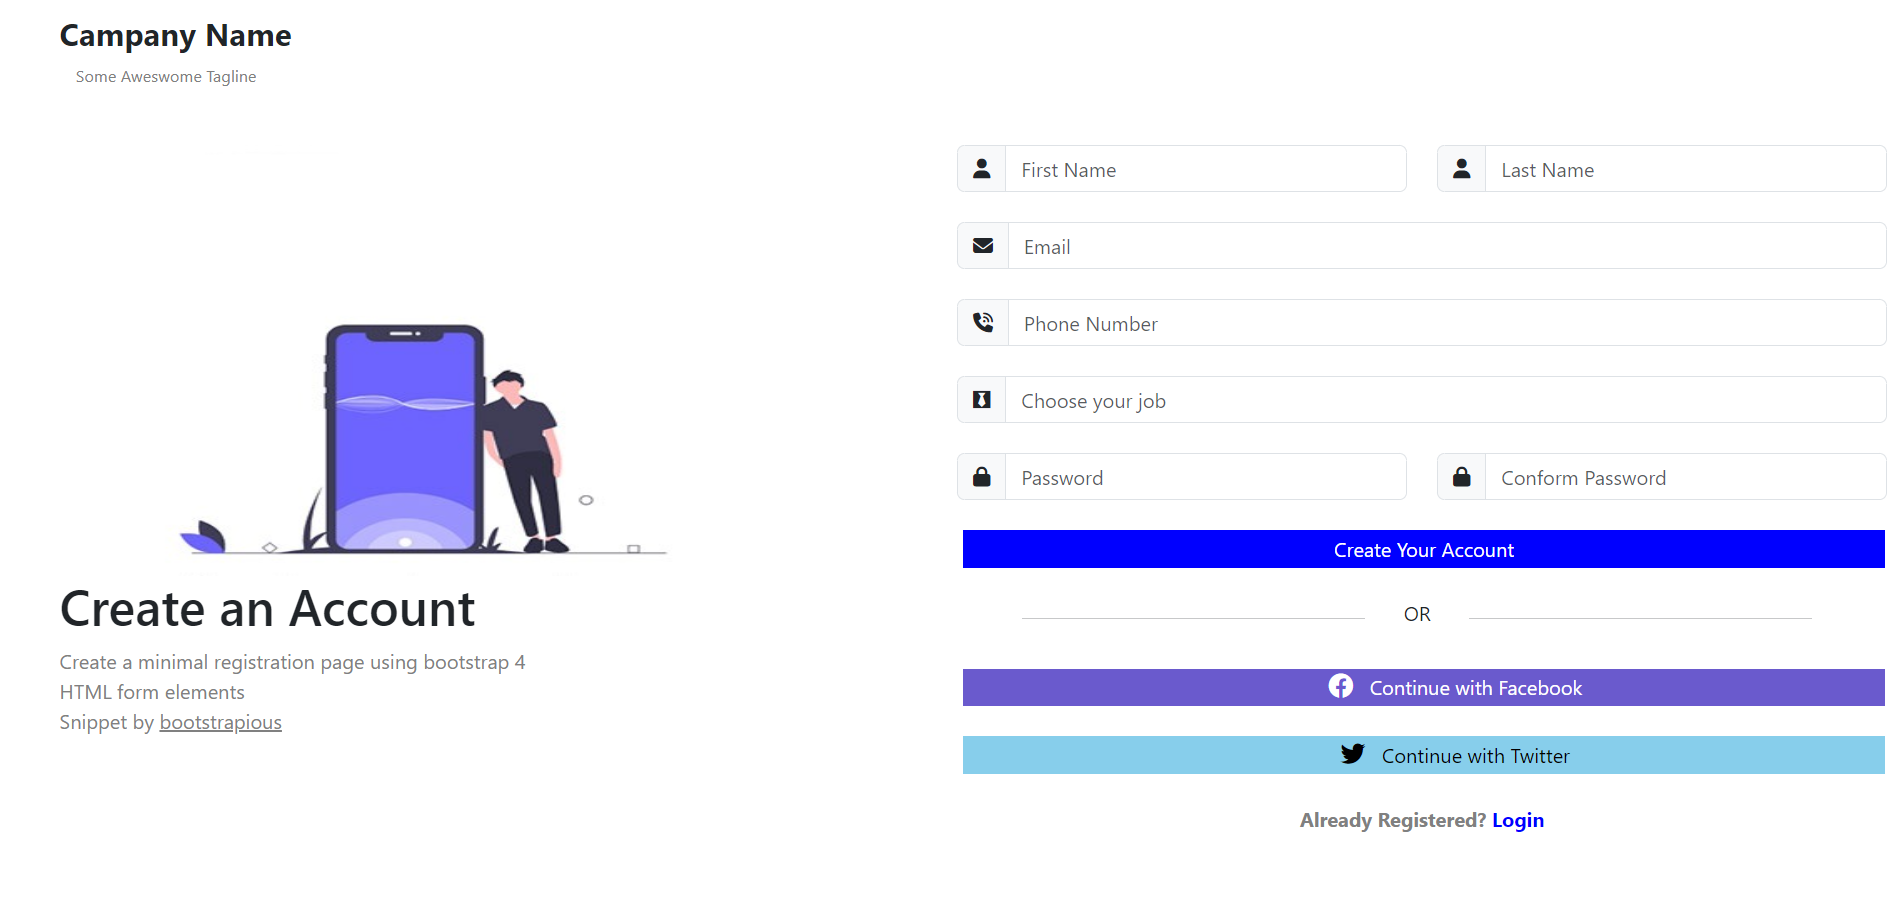 Campany Name
Some Aweswome Tagline
First Name
Last Name
Email
Phone Number
Choose your job
Password
Conform Password
Create Your Account
OR
Continue with Facebook
Continue with Twitter
Already Registered? Login
Create an Account
Create a minimal registration page using bootstrap 4
HTML form elements
Snippet by bootstrapious